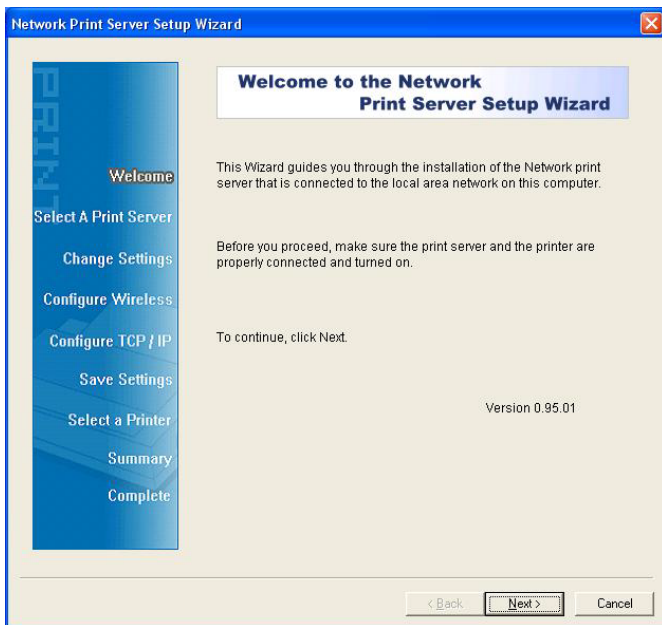 Network Print Server Setup Wizard
PRINT
Welcome
Select A Print Server
Change Settings
Configure Wireless
Configure TCP / IP
Save Settings
Select a Printer
Summary
Complete
Welcome to the Network
Print Server Setup Wizard
This Wizard guides you through the installation of the Network print
server that is connected to the local area network on this computer.
Before you proceed, make sure the print server and the printer are
properly connected and turned on.
To continue, click Next.
Version 0.95.01
< Back
Next >
Cancel